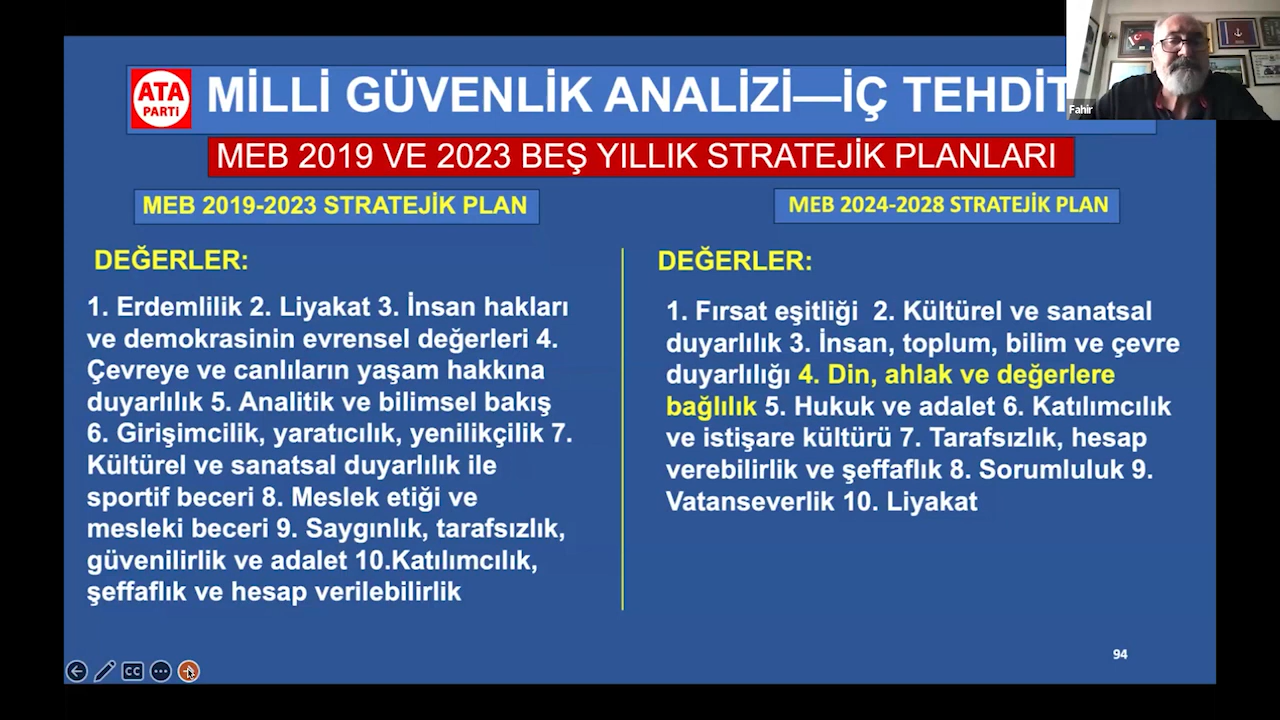 ATA
PARTİ
MİLLİ GÜVENLİK ANALİZİ—İÇ TEHDİT
Fahir
MEB 2019 VE 2023 BEŞ YILLIK STRATEJİK PLANLARI
MEB 2019-2023 STRATEJİK PLAN
DEĞERLER:
1. Erdemlilik 2. Liyakat 3. İnsan hakları
ve demokrasinin evrensel değerleri 4.
Çevreye ve canlıların yaşam hakkına
duyarlılık 5. Analitik ve bilimsel bakış
6. Girişimcilik, yaratıcılık, yenilikçilik 7.
Kültürel ve sanatsal duyarlılık ile
sportif beceri 8. Meslek etiği ve
mesleki beceri 9. Saygınlık, tarafsızlık,
güvenilirlik ve adalet 10.Katılımcılık,
şeffaflık ve hesap verilebilirlik
MEB 2024-2028 STRATEJİK PLAN
DEĞERLER:
1. Fırsat eşitliği 2. Kültürel ve sanatsal
duyarlılık 3. İnsan, toplum, bilim ve çevre
duyarlılığı 4. Din, ahlak ve değerlere
bağlılık 5. Hukuk ve adalet 6. Katılımcılık
ve istişare kültürü 7. Tarafsızlık, hesap
verebilirlik ve şeffaflık 8. Sorumluluk 9.
Vatanseverlik 10. Liyakat
94
CC